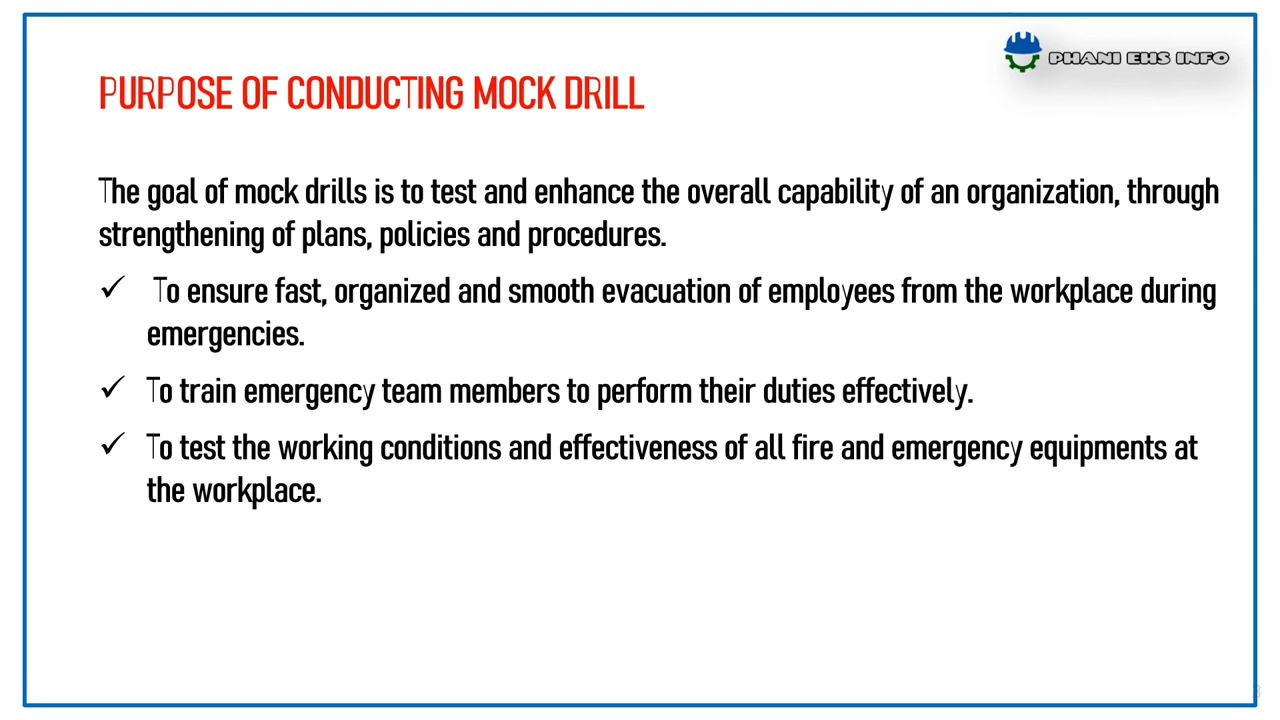 PHANI EHS INFO
PURPOSE OF CONDUCTING MOCK DRILL
The goal of mock drills is to test and enhance the overall capability of an organization, through
strengthening of plans, policies and procedures.
✓ To ensure fast, organized and smooth evacuation of employees from the workplace during
emergencies.
✓ To train emergency team members to perform their duties effectively.
✓ To test the working conditions and effectiveness of all fire and emergency equipments at
the workplace.
3